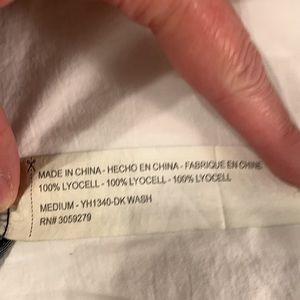 MADE IN CHINA - HECHO EN CHINA - FABRIQUE EN CHINE
100% LYOCELL - 100% LYOCELL - 100% LYOCELL
MEDIUM - YH1340-DK WASH
RN# 3059279